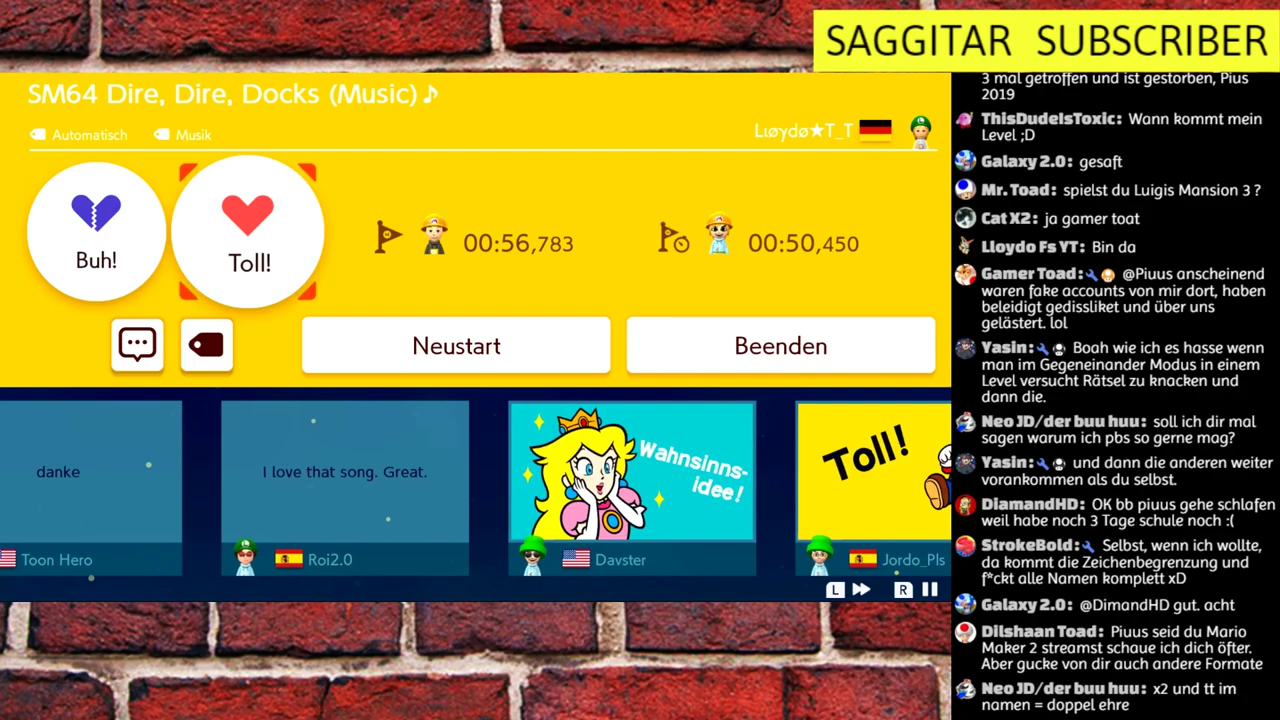 SAGGITAR SUBSCRIBER
SM64 Dire, Dire, Docks (Music)♪
Automatisch
Musik
Lιøydø★T_T
Buh!
Toll!
00:56,783
00:50,450
Neustart
Beenden
danke
I love that song. Great.
Wahnsinns-
idee!
Toll!
Toon Hero
Roi2.0
Davster
Jordo_Pls
L
R
3 mal getroffen und ist gestorben, Pius
2019
ThisDudeIsToxic: Wann kommt mein
Level ;D
Galaxy 2.0: gesaft
Mr. Toad: spielst du Luigis Mansion 3 ?
Cat X2: ja gamer toat
Lloydo Fs YT: Bin da
Gamer Toad: @Piuus anscheinend
waren fake accounts von mir dort, haben
beleidigt gedissliket und über uns
gelästert. lol
Yasin: Boah wie ich es hasse wenn
man im Gegeneinander Modus in einem
Level versucht Rätsel zu knacken und
dann die.
Neo JD/der buu huu: soll ich dir mal
sagen warum ich pbs so gerne mag?
Yasin: und dann die anderen weiter
vorankommen als du selbst.
DiamandHD: OK bb piuus gehe schlafen
weil habe noch 3 Tage schule noch :(
StrokeBold: Selbst, wenn ich wollte,
da kommt die Zeichenbegrenzung und
f*ckt alle Namen komplett xD
Galaxy 2.0: @DimandHD gut. acht
Dilshaan Toad: Piuus seid du Mario
Maker 2 streamst schaue ich dich öfter.
Aber gucke von dir auch andere Formate
Neo JD/der buu huu: x2 und tt im
namen = doppel ehre